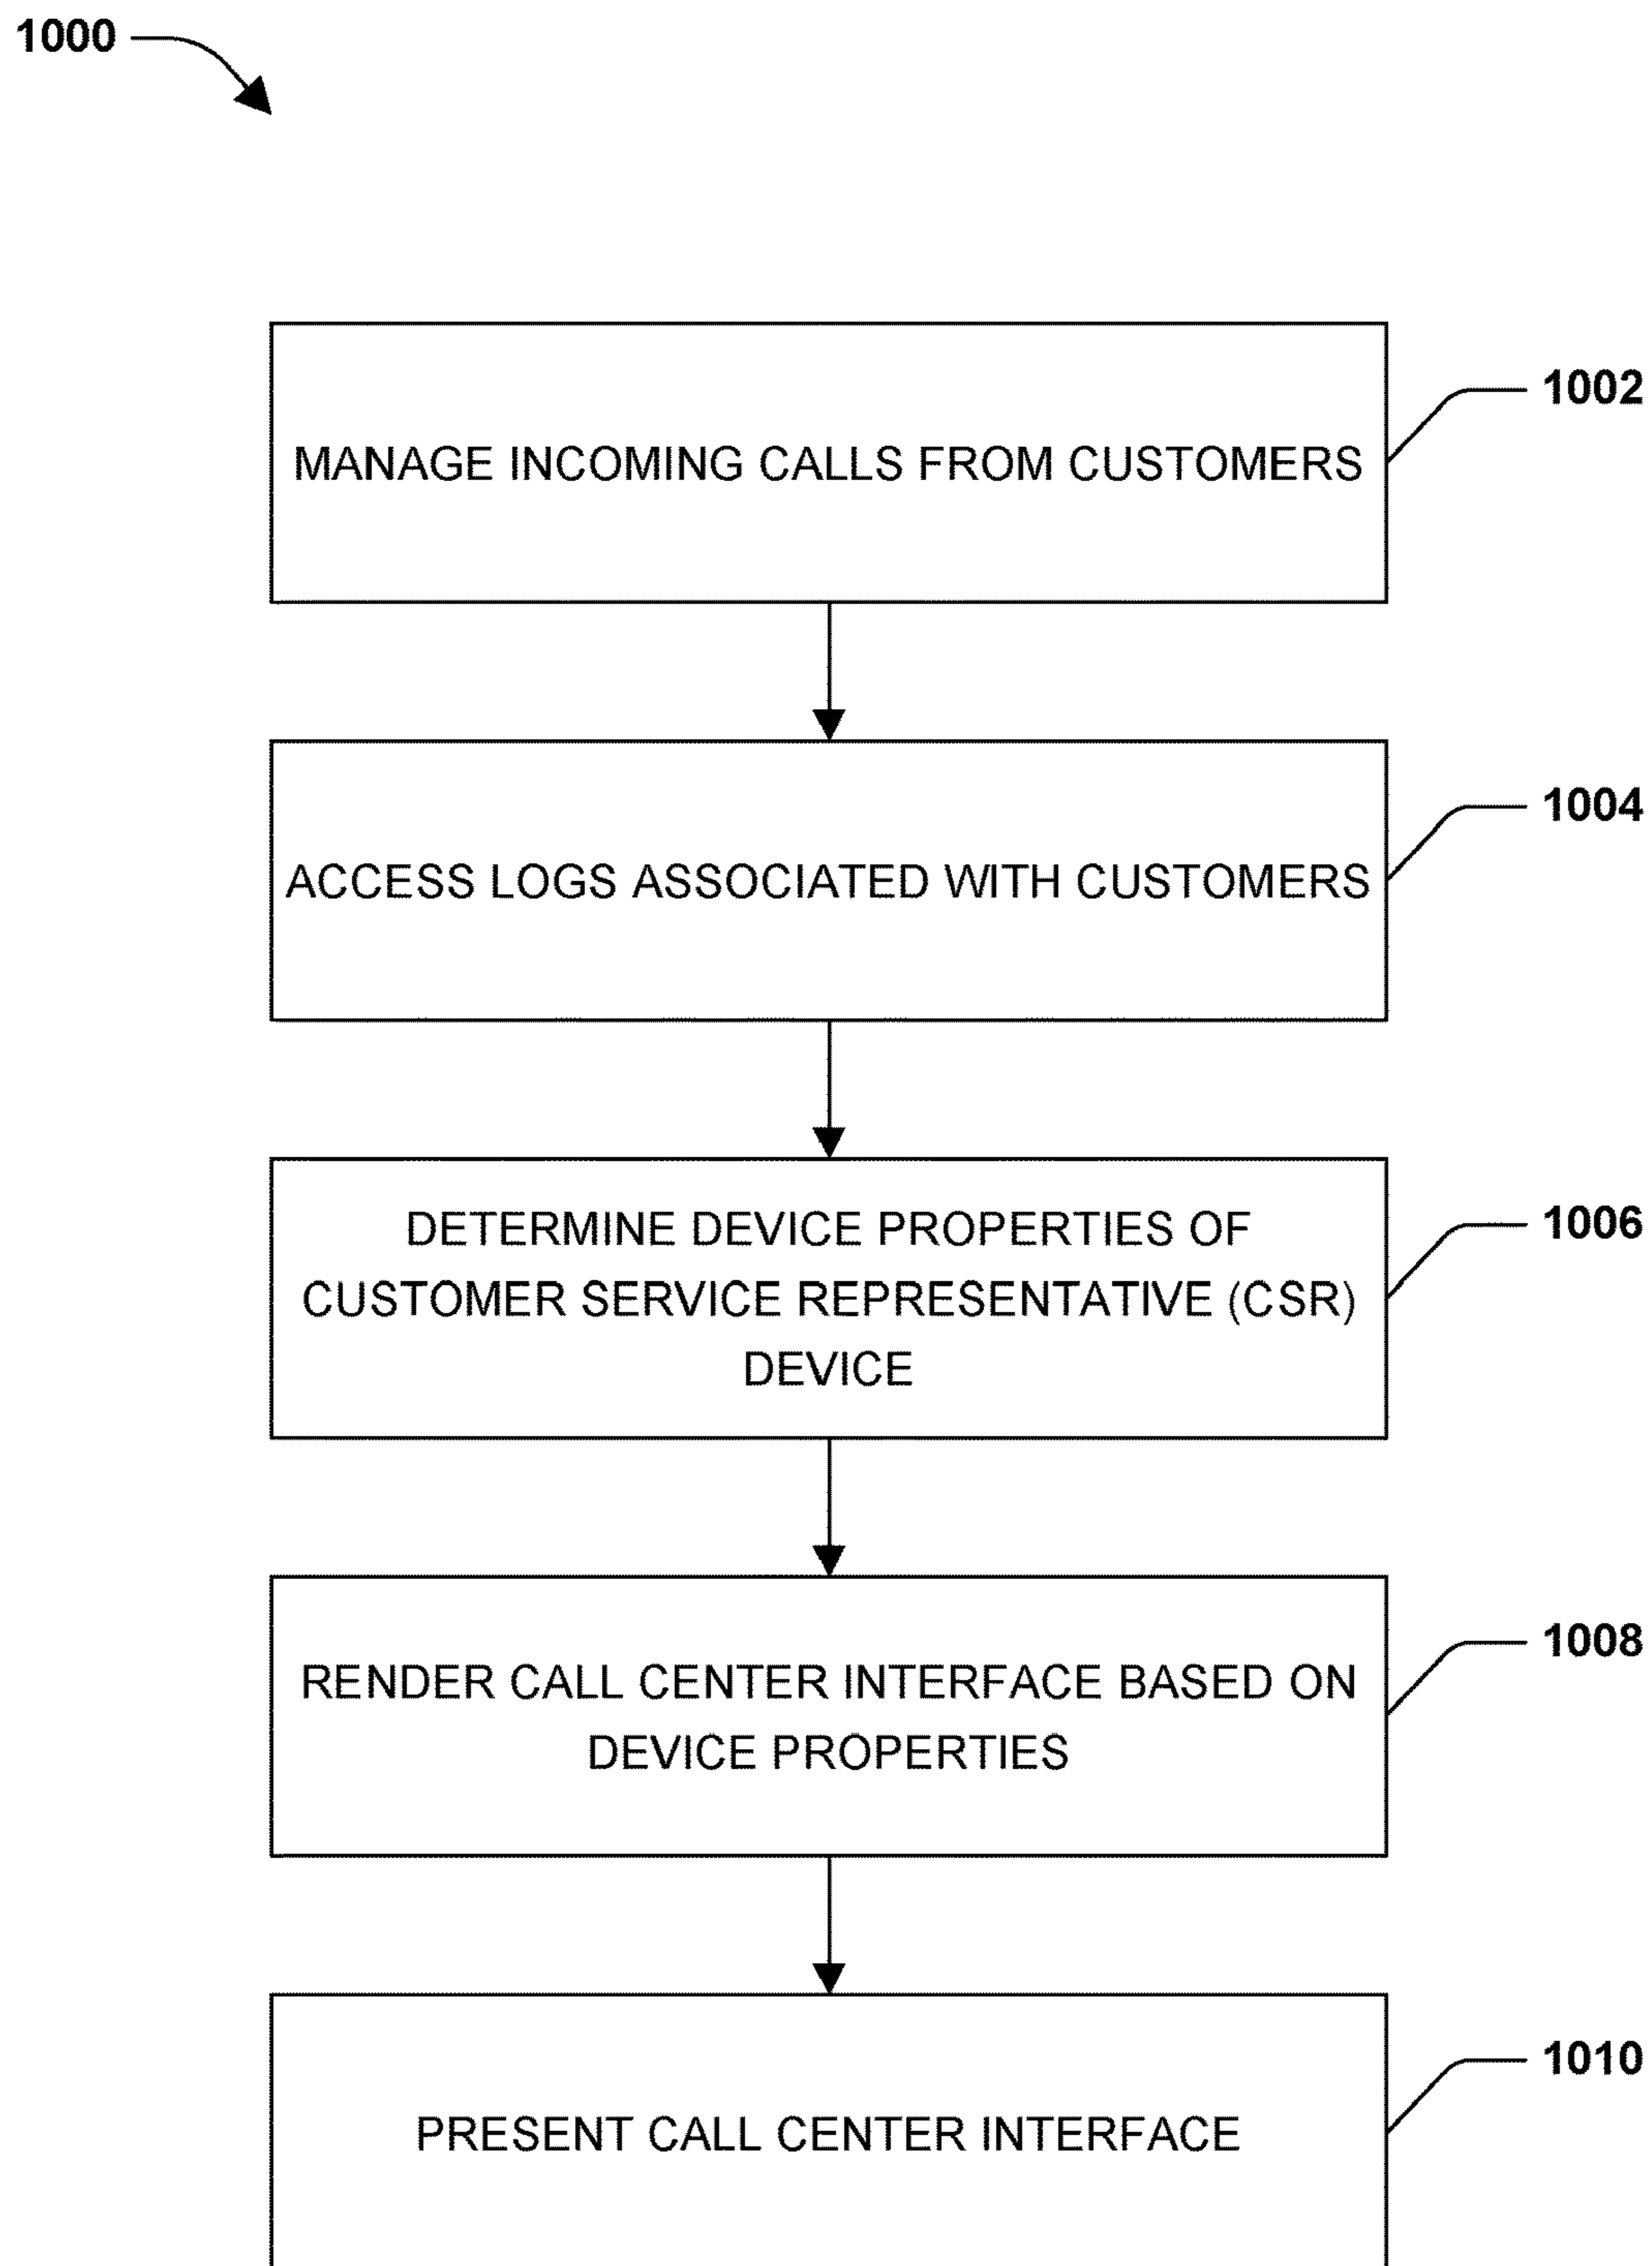 1000
MANAGE INCOMING CALLS FROM CUSTOMERS
1002
ACCESS LOGS ASSOCIATED WITH CUSTOMERS
1004
DETERMINE DEVICE PROPERTIES OF
CUSTOMER SERVICE REPRESENTATIVE (CSR)
DEVICE
1006
RENDER CALL CENTER INTERFACE BASED ON
DEVICE PROPERTIES
1008
PRESENT CALL CENTER INTERFACE
1010